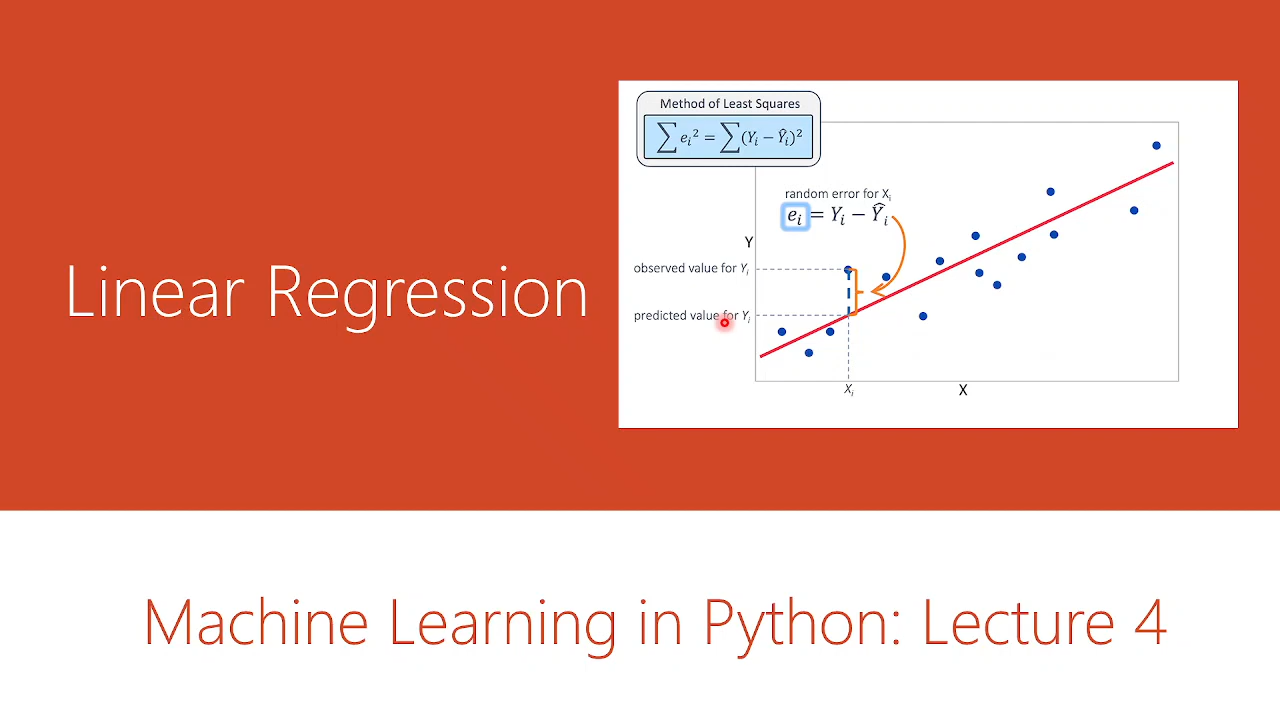 Linear Regression
Method of Least Squares
∑eᵢ² = ∑(Yᵢ − Ŷᵢ)²
random error for Xᵢ
eᵢ = Yᵢ − Ŷᵢ
Y
observed value for Yᵢ
predicted value for Yᵢ
Xᵢ
X
Machine Learning in Python: Lecture 4